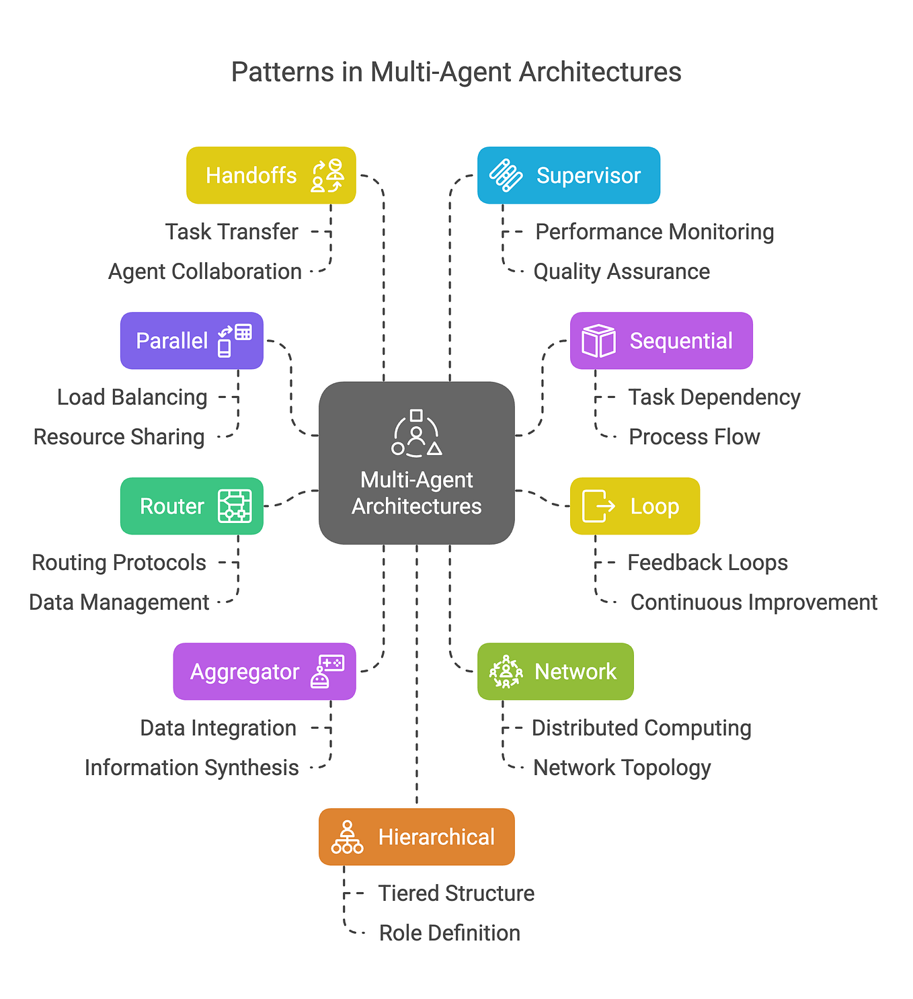 Patterns in Multi-Agent Architectures
Handoffs
Task Transfer
Agent Collaboration
Supervisor
Performance Monitoring
Quality Assurance
Parallel
Load Balancing
Resource Sharing
Sequential
Task Dependency
Process Flow
Multi-Agent
Architectures
Router
Routing Protocols
Data Management
Loop
Feedback Loops
Continuous Improvement
Aggregator
Data Integration
Information Synthesis
Network
Distributed Computing
Network Topology
Hierarchical
Tiered Structure
Role Definition